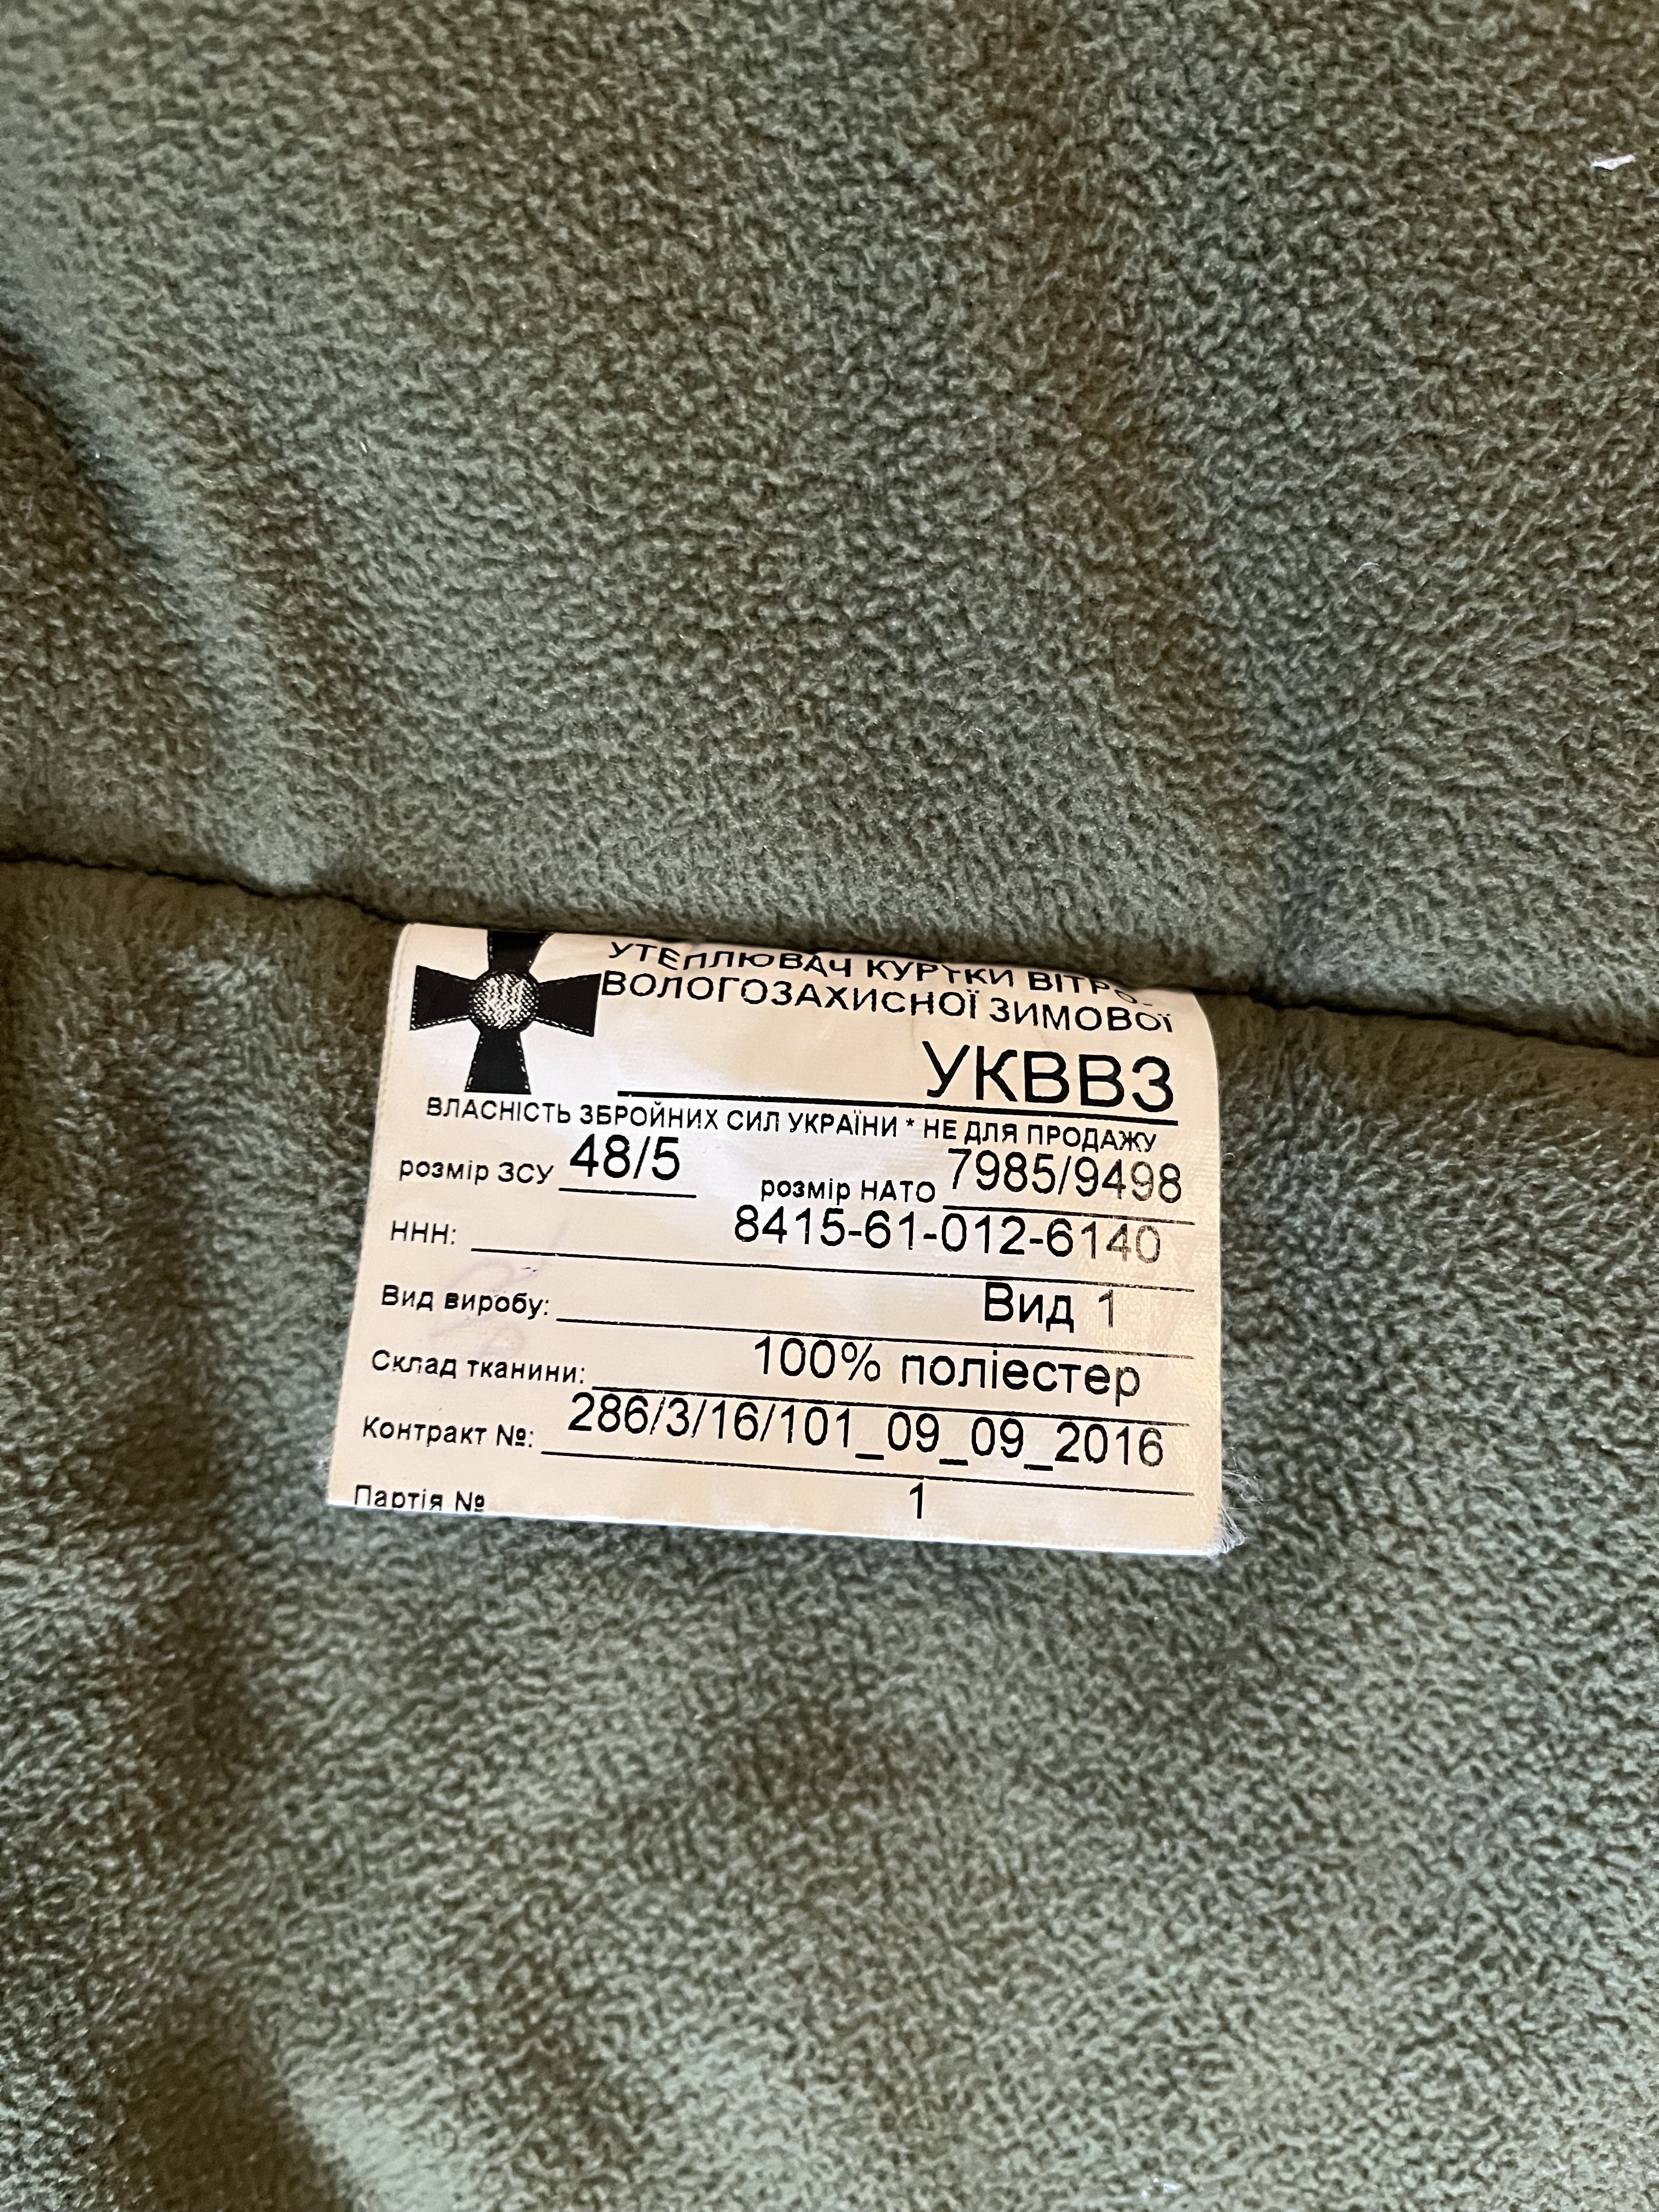 УТЕПЛЮВАЧ КУРТКИ ВІТРО-
ВОЛОГОЗАХИСНОЇ ЗИМОВОЇ
УКВВЗ
ВЛАСНІСТЬ ЗБРОЙНИХ СИЛ УКРАЇНИ * НЕ ДЛЯ ПРОДАЖУ
розмір ЗСУ 48/5 розмір НАТО 7985/9498
ННН: 8415-61-012-6140
Вид виробу: Вид 1
Склад тканини: 100% поліестер
Контракт №: 286/3/16/101_09_09_2016
Партія № 1